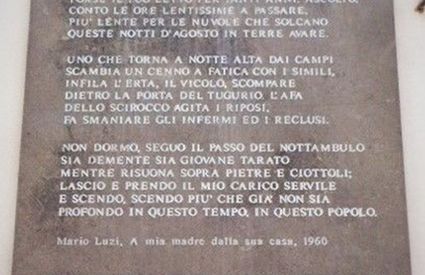 CONTO LE ORE LENTISSIME A PASSARE,
PIU' LENTE PER LE NUVOLE CHE SOLCANO
QUESTE NOTTI D'AGOSTO IN TERRE AVARE.
UNO CHE TORNA A NOTTE ALTA DAI CAMPI
SCAMBIA UN CENNO A FATICA CON I SIMILI,
INFILA L'ERTA, IL VICOLO, SCOMPARE
DIETRO LA PORTA DEL TUGURIO. L'AFA
DELLO SCIROCCO AGITA I RIPOSI,
FA SMANIARE GLI INFERMI ED I RECLUSI.
NON DORMO, SEGUO IL PASSO DEL NOTTAMBULO
SIA DEMENTE SIA GIOVANE TARATO
MENTRE RISUONA SOPRA PIETRE E CIOTTOLI;
LASCIO E PRENDO IL MIO CARICO SERVILE
E SCENDO, SCENDO PIU' CHE GIA' NON SIA
PROFONDO IN QUESTO TEMPO, IN QUESTO POPOLO.
Mario Luzi, A mia madre dalla sua casa, 1960